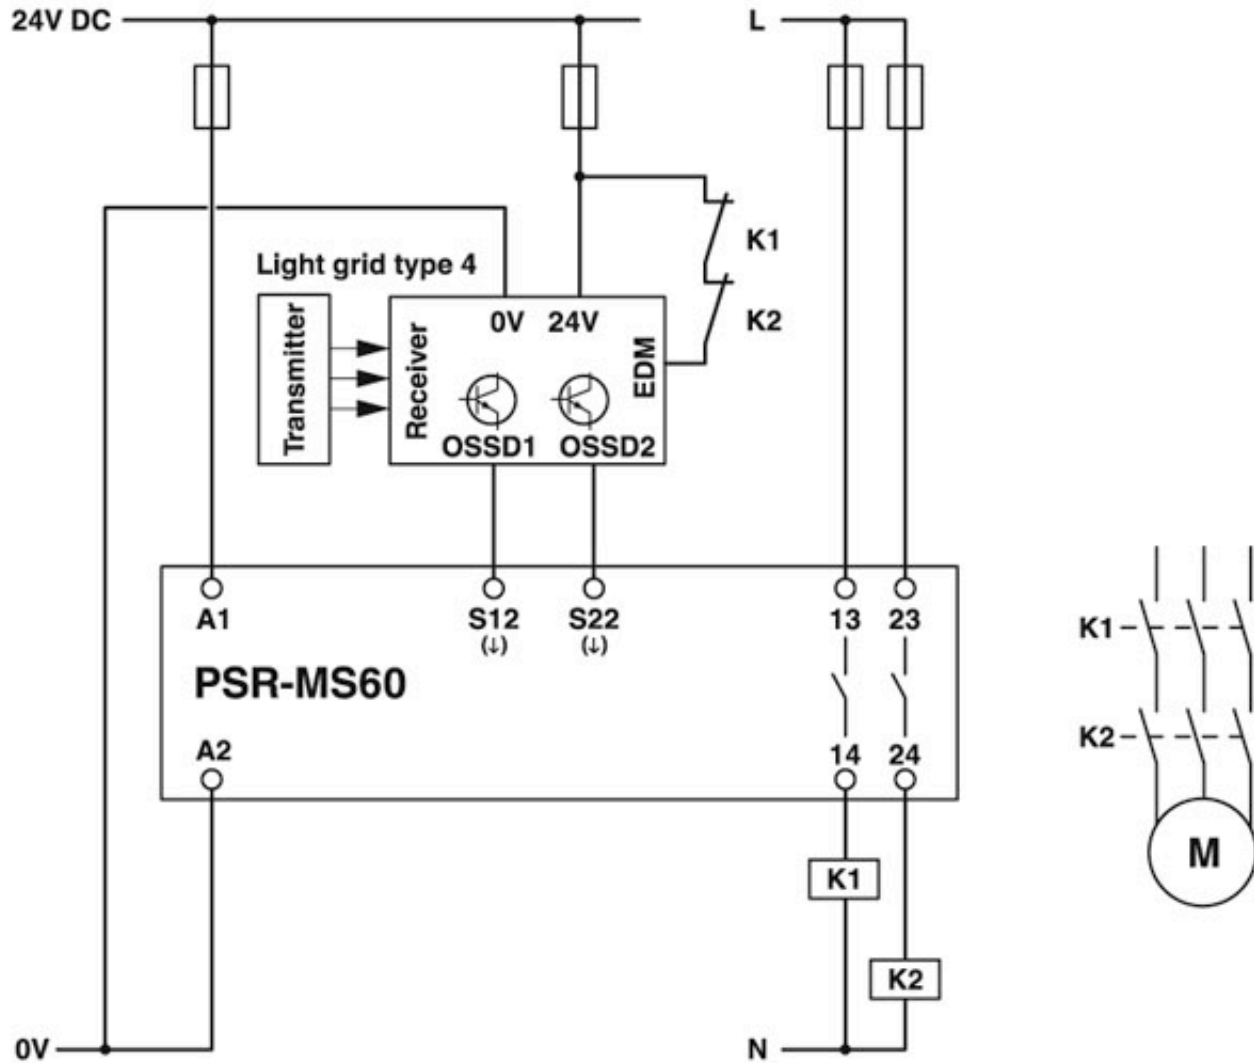 24V DC
L
K1
Light grid type 4
0V 24V
K2
Transmitter
Receiver
EDM
OSSD1 OSSD2
A1 S12 S22 13 23
(↓) (↓)
K1
PSR-MS60
A2 14 24
K2
M
K1
K2
0V N